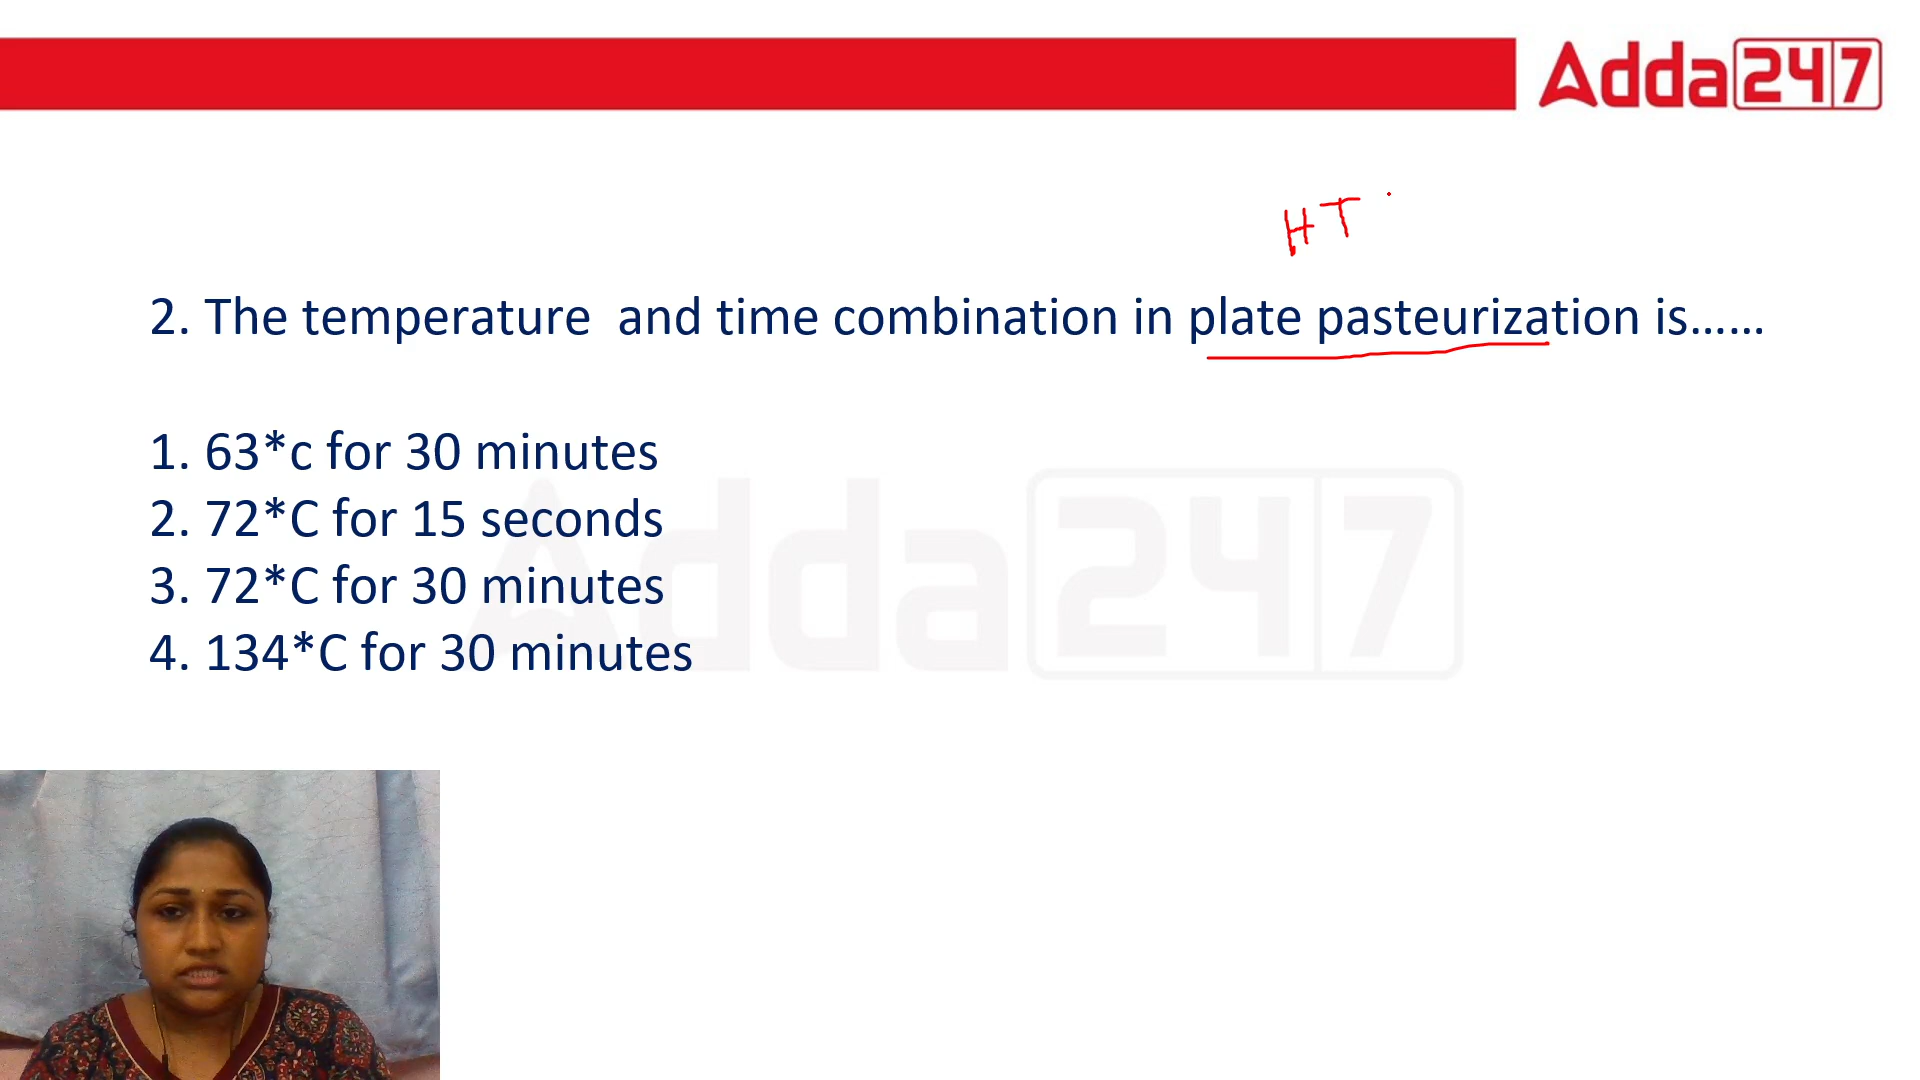 Adda247
HT
2. The temperature and time combination in plate pasteurization is......
1. 63*c for 30 minutes
2. 72*C for 15 seconds
3. 72*C for 30 minutes
4. 134*C for 30 minutes
Adda247